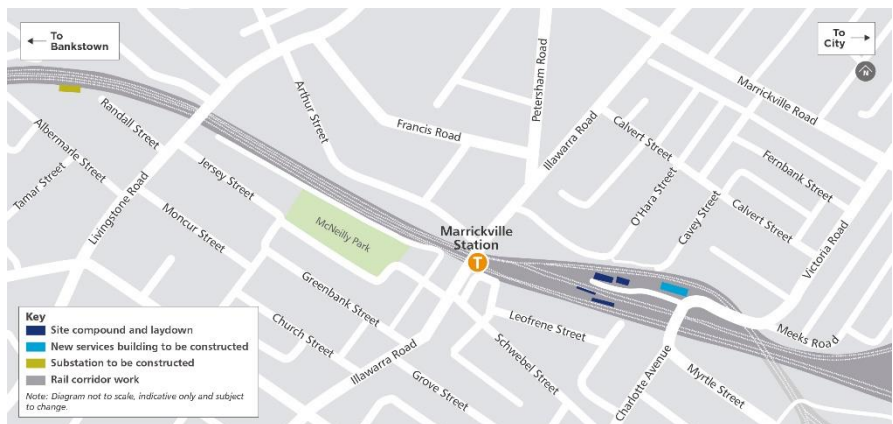 To
Bankstown
To
City
N
Marrickville Road
Petersham Road
Arthur Street
Francis Road
Illawarra Road
Calvert Street
Fernbank Street
Randall Street
Albermarle Street
Tamar Street
Livingstone Road
Jersey Street
Moncur Street
McNeilly Park
Marrickville
Station
T
O'Hara Street
Cavey Street
Calvert Street
Victoria Road
Greenbank Street
Church Street
Illawarra Road
Grove Street
Schwebel Street
Leofrene Street
Charlotte Avenue
Myrtle Street
Meeks Road
Key
Site compound and laydown
New services building to be constructed
Substation to be constructed
Rail corridor work
Note: Diagram not to scale, indicative only and subject
to change.